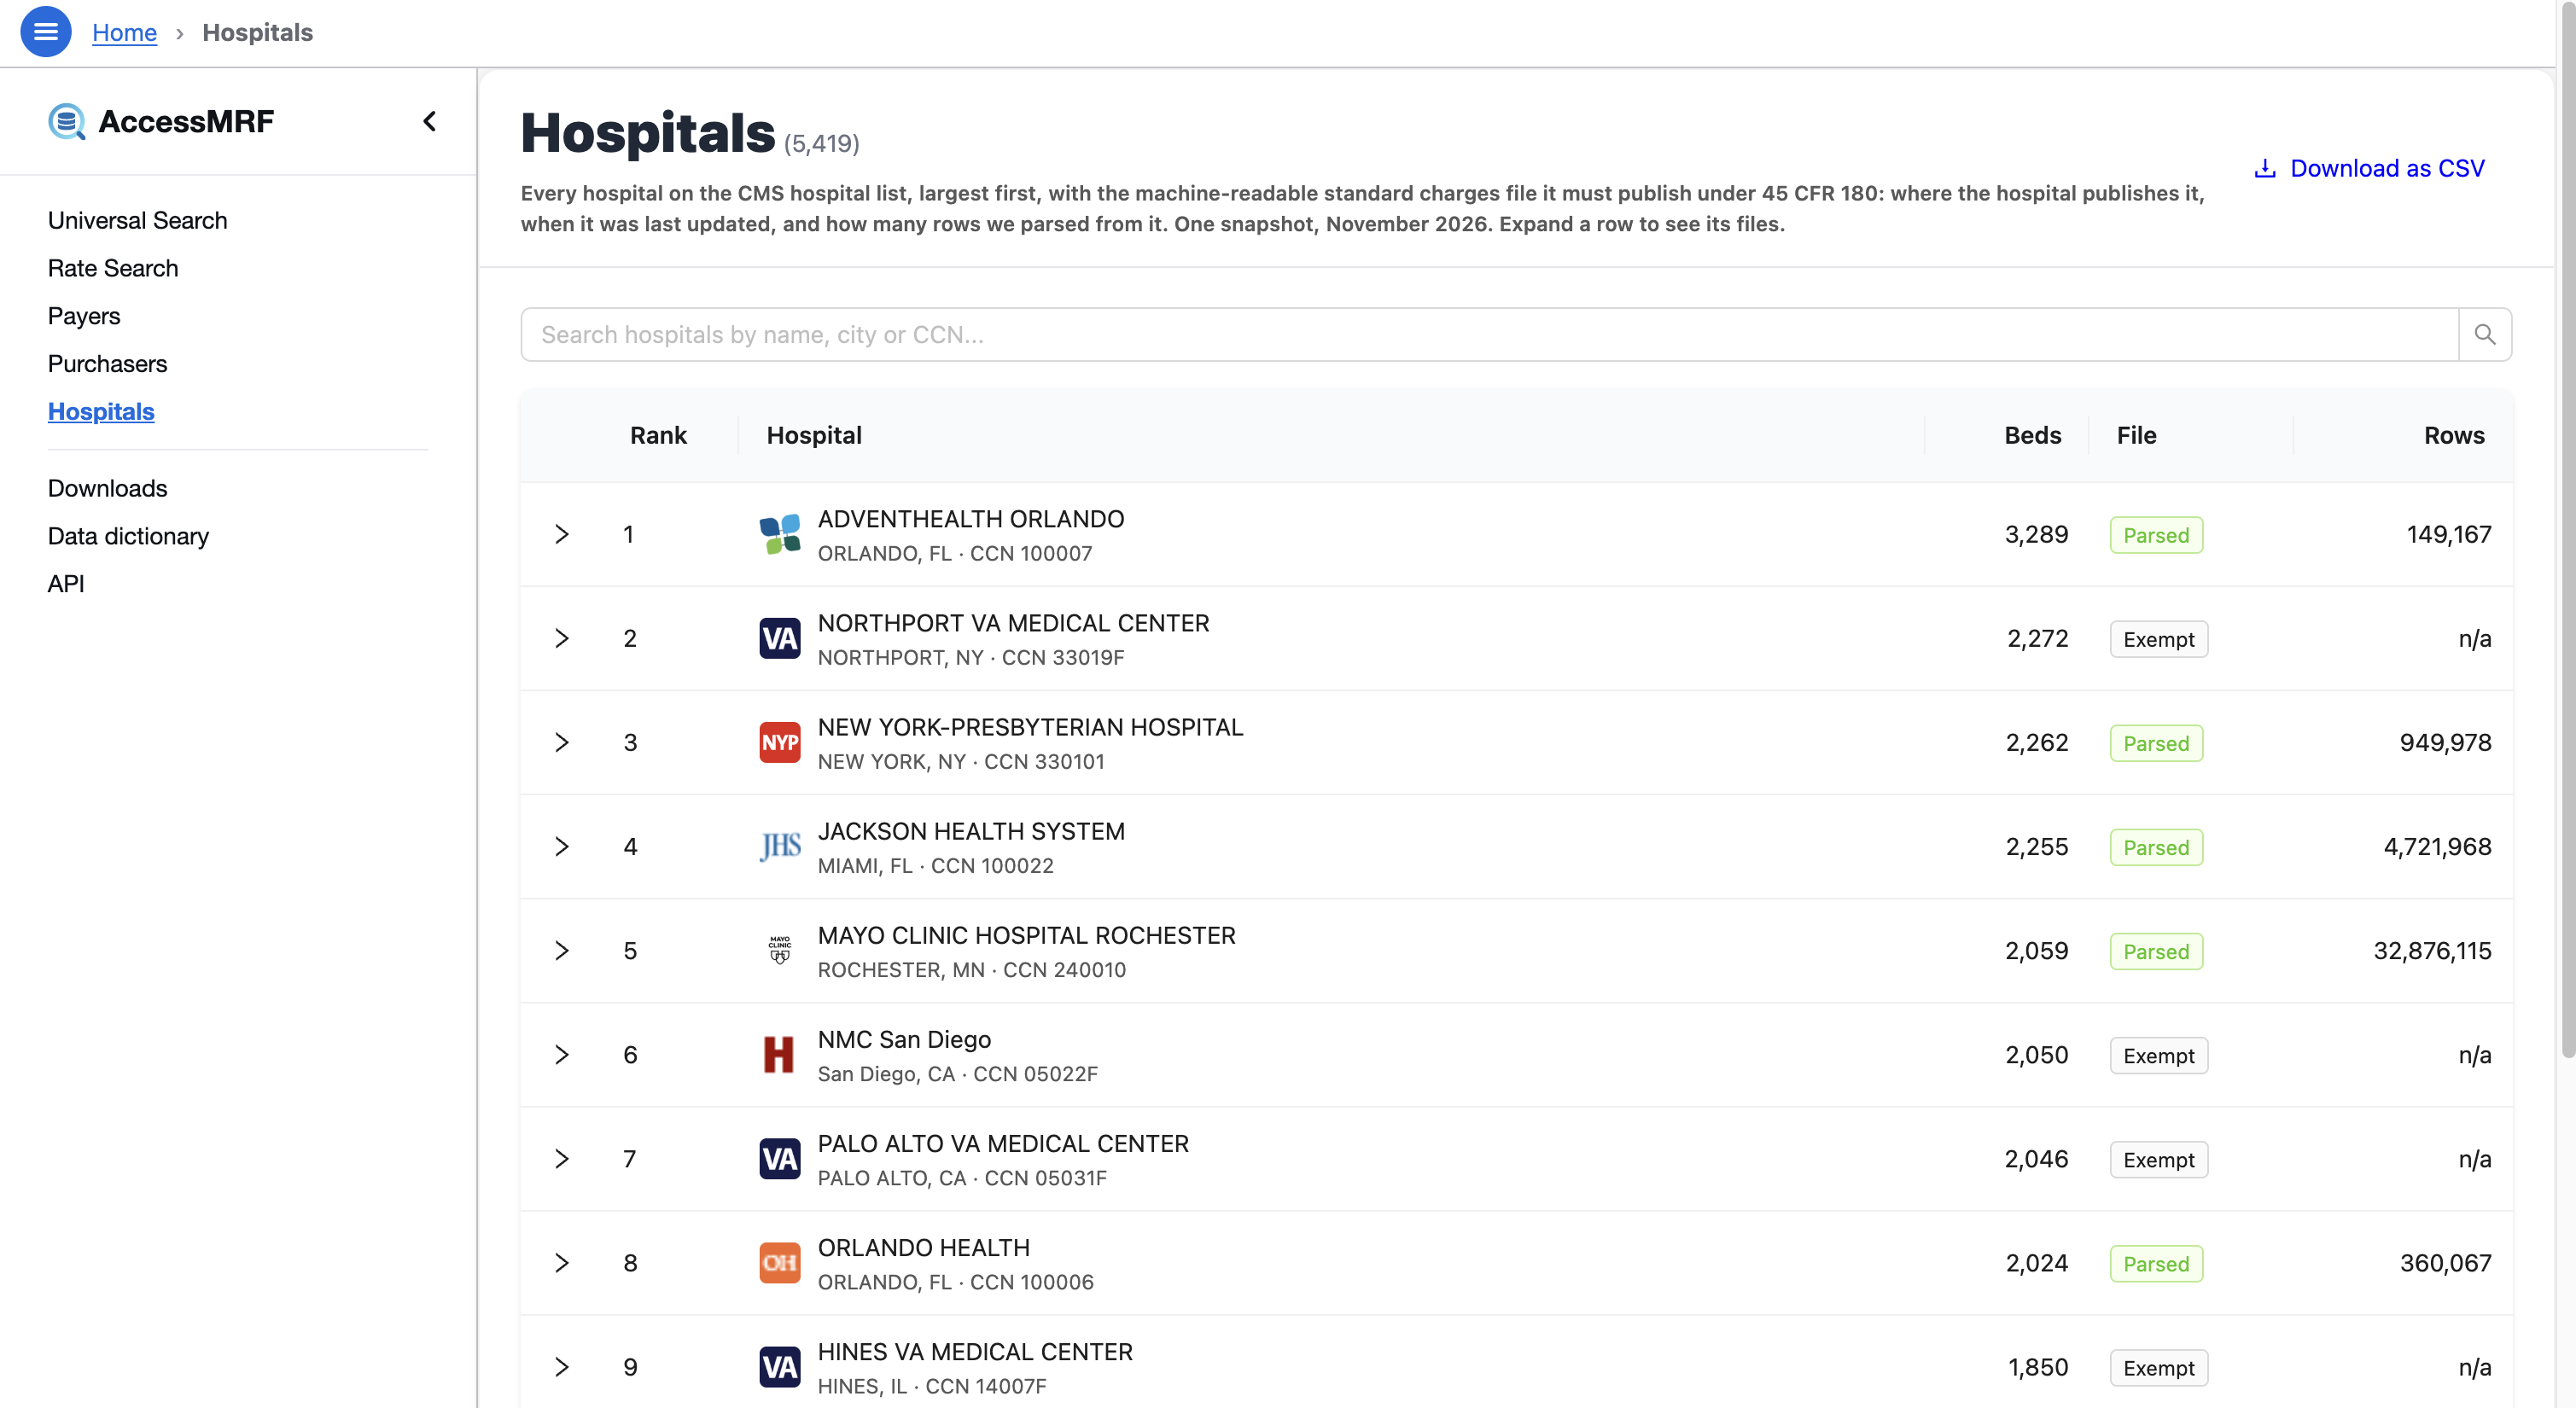 Home › Hospitals
AccessMRF
Universal Search
Rate Search
Payers
Purchasers
Hospitals
Downloads
Data dictionary
API
Hospitals (5,419)
Every hospital on the CMS hospital list, largest first, with the machine-readable standard charges file it must publish under 45 CFR 180: where the hospital publishes it,
when it was last updated, and how many rows we parsed from it. One snapshot, November 2026. Expand a row to see its files.
Download as CSV
Search hospitals by name, city or CCN...
Rank Hospital Beds File Rows
1 ADVENTHEALTH ORLANDO 3,289 Parsed 149,167
ORLANDO, FL · CCN 100007
2 VA NORTHPORT VA MEDICAL CENTER 2,272 Exempt n/a
NORTHPORT, NY · CCN 33019F
3 NYP NEW YORK-PRESBYTERIAN HOSPITAL 2,262 Parsed 949,978
NEW YORK, NY · CCN 330101
4 JHS JACKSON HEALTH SYSTEM 2,255 Parsed 4,721,968
MIAMI, FL · CCN 100022
5 MAYO CLINIC MAYO CLINIC HOSPITAL ROCHESTER 2,059 Parsed 32,876,115
ROCHESTER, MN · CCN 240010
6 H NMC San Diego 2,050 Exempt n/a
San Diego, CA · CCN 05022F
7 VA PALO ALTO VA MEDICAL CENTER 2,046 Exempt n/a
PALO ALTO, CA · CCN 05031F
8 OH ORLANDO HEALTH 2,024 Parsed 360,067
ORLANDO, FL · CCN 100006
9 VA HINES VA MEDICAL CENTER 1,850 Exempt n/a
HINES, IL · CCN 14007F